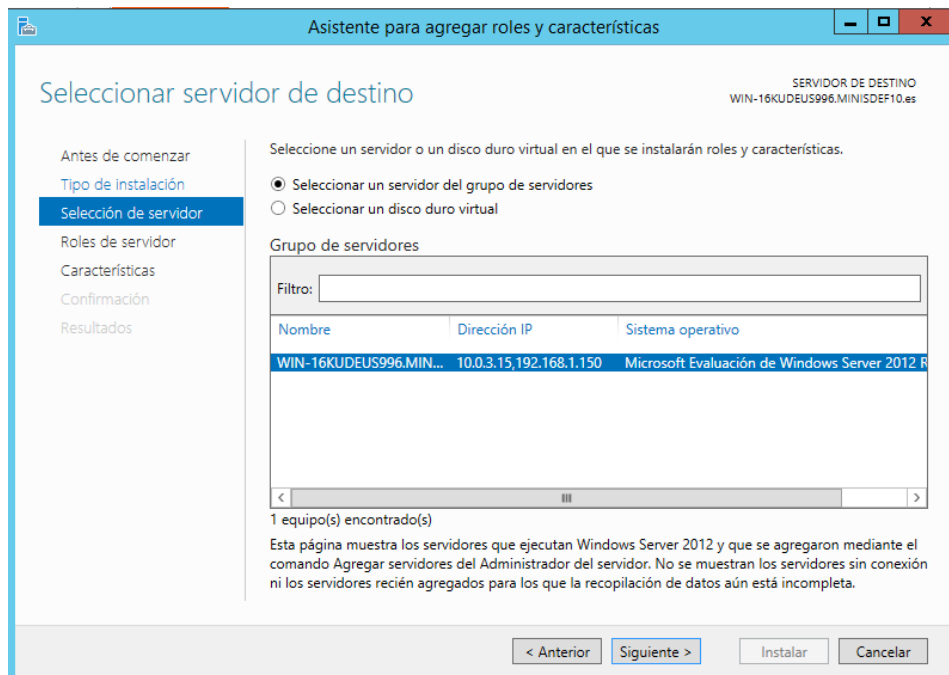 Asistente para agregar roles y características
Seleccionar servidor de destino
SERVIDOR DE DESTINO
WIN-16KUDEUS996.MINISDEF10.es
Antes de comenzar
Tipo de instalación
Selección de servidor
Roles de servidor
Características
Confirmación
Resultados
Seleccione un servidor o un disco duro virtual en el que se instalarán roles y características.
Seleccionar un servidor del grupo de servidores
Seleccionar un disco duro virtual
Grupo de servidores
Filtro:
Nombre Dirección IP Sistema operativo
WIN-16KUDEUS996.MIN... 10.0.3.15,192.168.1.150 Microsoft Evaluación de Windows Server 2012 R
1 equipo(s) encontrado(s)
Esta página muestra los servidores que ejecutan Windows Server 2012 y que se agregaron mediante el
comando Agregar servidores del Administrador del servidor. No se muestran los servidores sin conexión
ni los servidores recién agregados para los que la recopilación de datos aún está incompleta.
< Anterior Siguiente > Instalar Cancelar